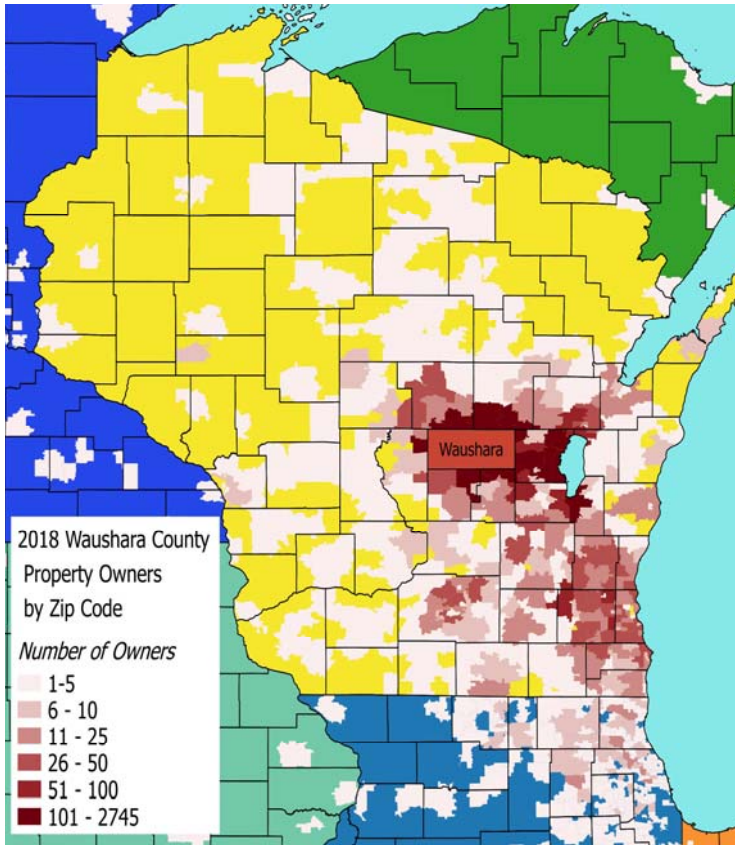 Waushara
2018 Waushara County
Property Owners
by Zip Code
Number of Owners
1-5
6 - 10
11 - 25
26 - 50
51 - 100
101 - 2745